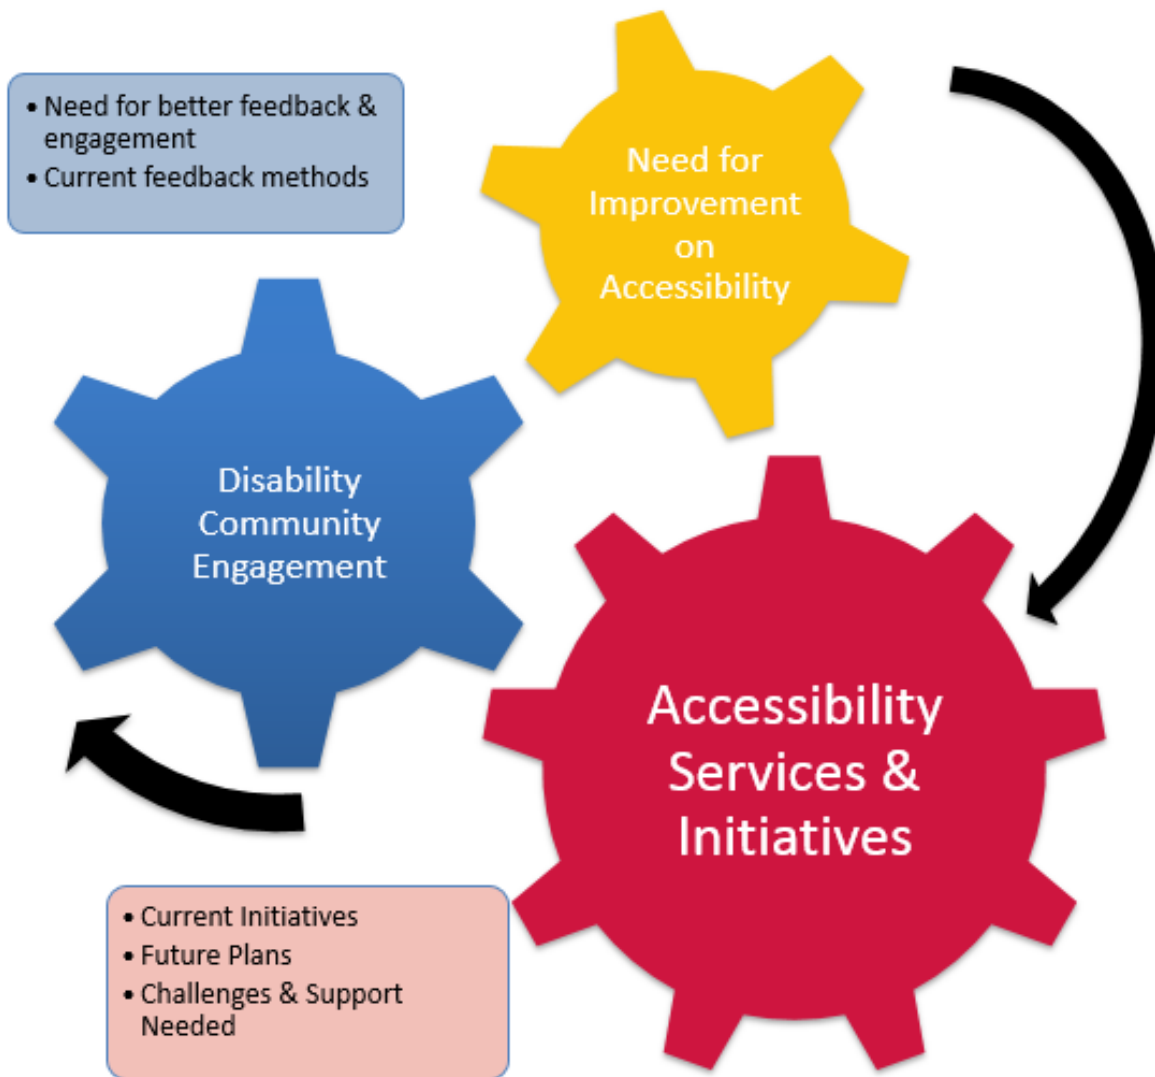 • Need for better feedback &
engagement
• Current feedback methods
Need for
Improvement
on
Accessibility
Disability
Community
Engagement
Accessibility
Services &
Initiatives
• Current Initiatives
• Future Plans
• Challenges & Support
Needed